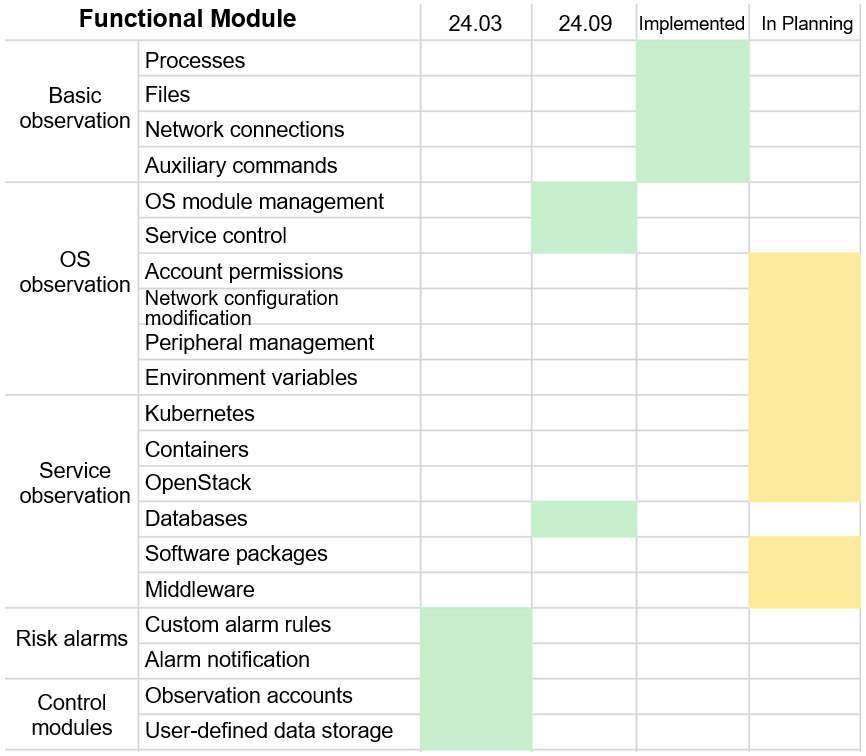 Functional Module 24.03 24.09 Implemented In Planning
Basic
observation
Processes
Files
Network connections
Auxiliary commands
OS
observation
OS module management
Service control
Account permissions
Network configuration
modification
Peripheral management
Environment variables
Service
observation
Kubernetes
Containers
OpenStack
Databases
Software packages
Middleware
Risk alarms
Custom alarm rules
Alarm notification
Control
modules
Observation accounts
User-defined data storage